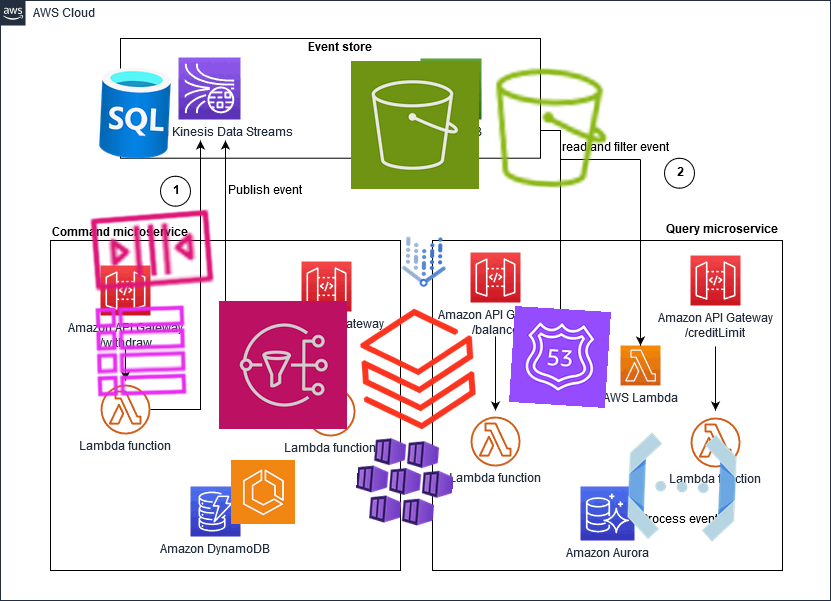 aws
AWS Cloud
Event store
SQL
Kinesis Data Streams
B
read and filter event
1
Publish event
2
Command microservice
Query microservice
Amazon API Gateway
/withdraw
ateway
Amazon API G
/balance
Amazon API Gateway
/creditLimit
53
AWS Lambda
Lambda function
Lambda function
Lambda function
Lambda function
Process event
Amazon DynamoDB
Amazon Aurora